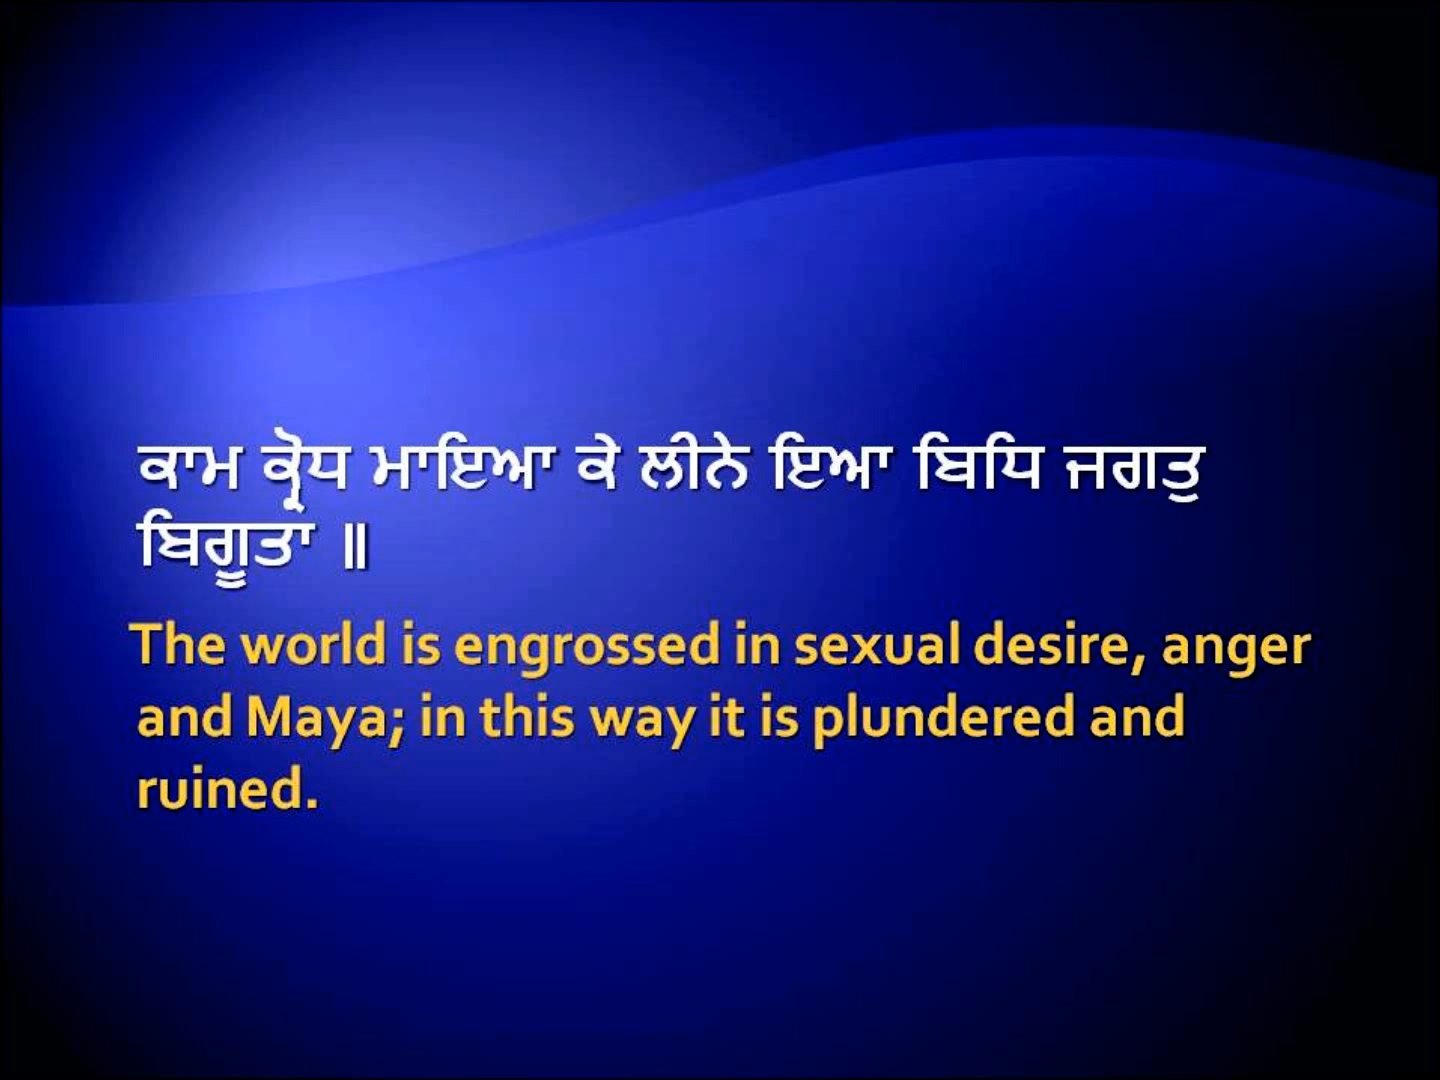 ਕਾਮ ਕ੍ਰੋਧ ਮਾਇਆ ਕੇ ਲੀਨੇ ਇਆ ਬਿਧਿ ਜਗਤੁ
ਬਿਗੂਤਾ ॥
The world is engrossed in sexual desire, anger
and Maya; in this way it is plundered and
ruined.